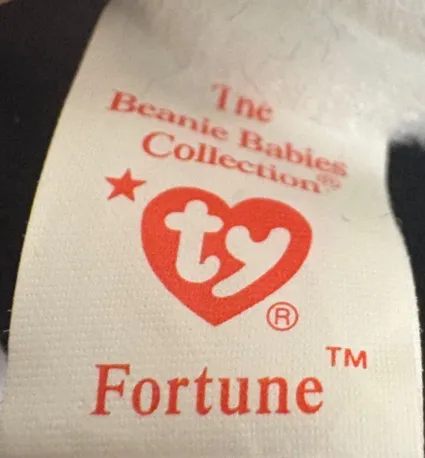 The
Beanie Babies
Collection®
ty
®
Fortune™